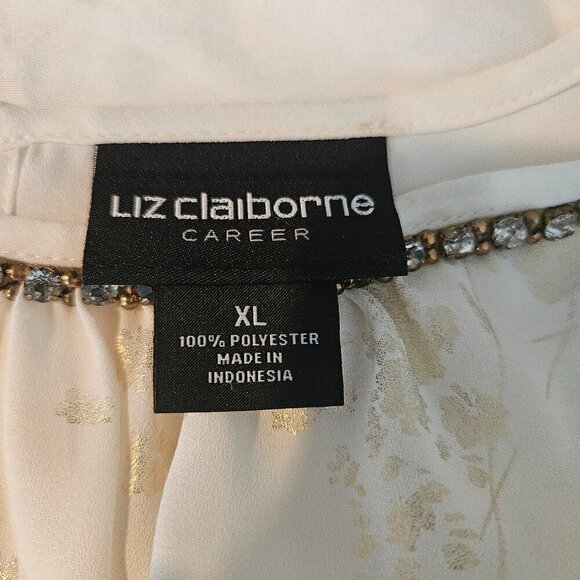 Liz claiborne
CAREER
XL
100% POLYESTER
MADE IN
INDONESIA